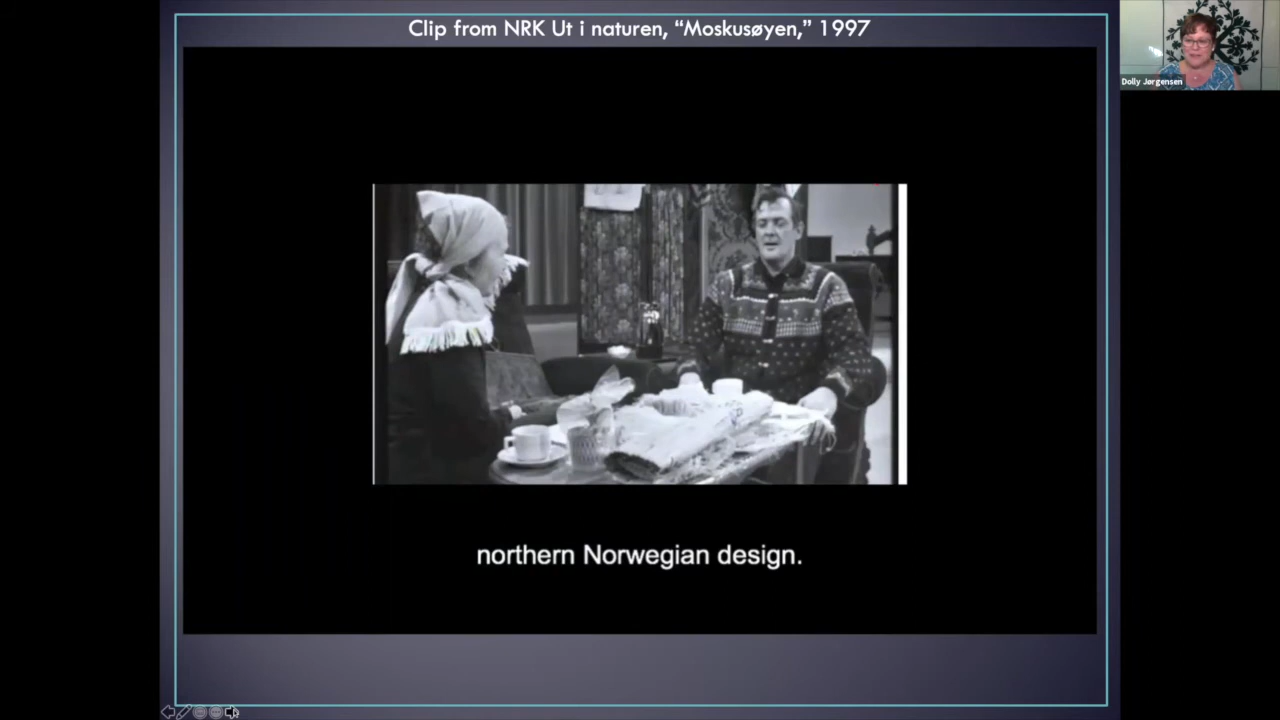 Clip from NRK Ut i naturen, “Moskusøyen,” 1997
Dolly Jørgensen
northern Norwegian design.